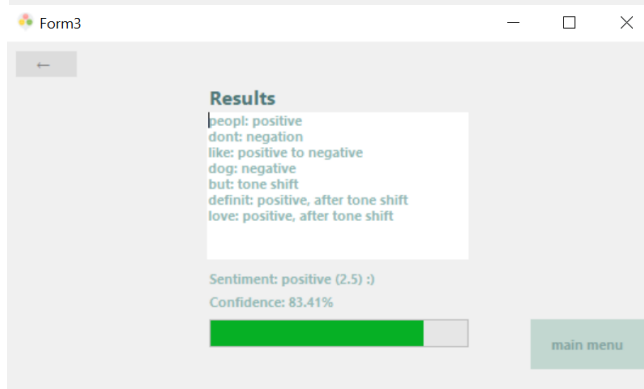 Form3
←
Results
peopl: positive
dont: negation
like: positive to negative
dog: negative
but: tone shift
definit: positive, after tone shift
love: positive, after tone shift
Sentiment: positive (2.5) :)
Confidence: 83.41%
main menu